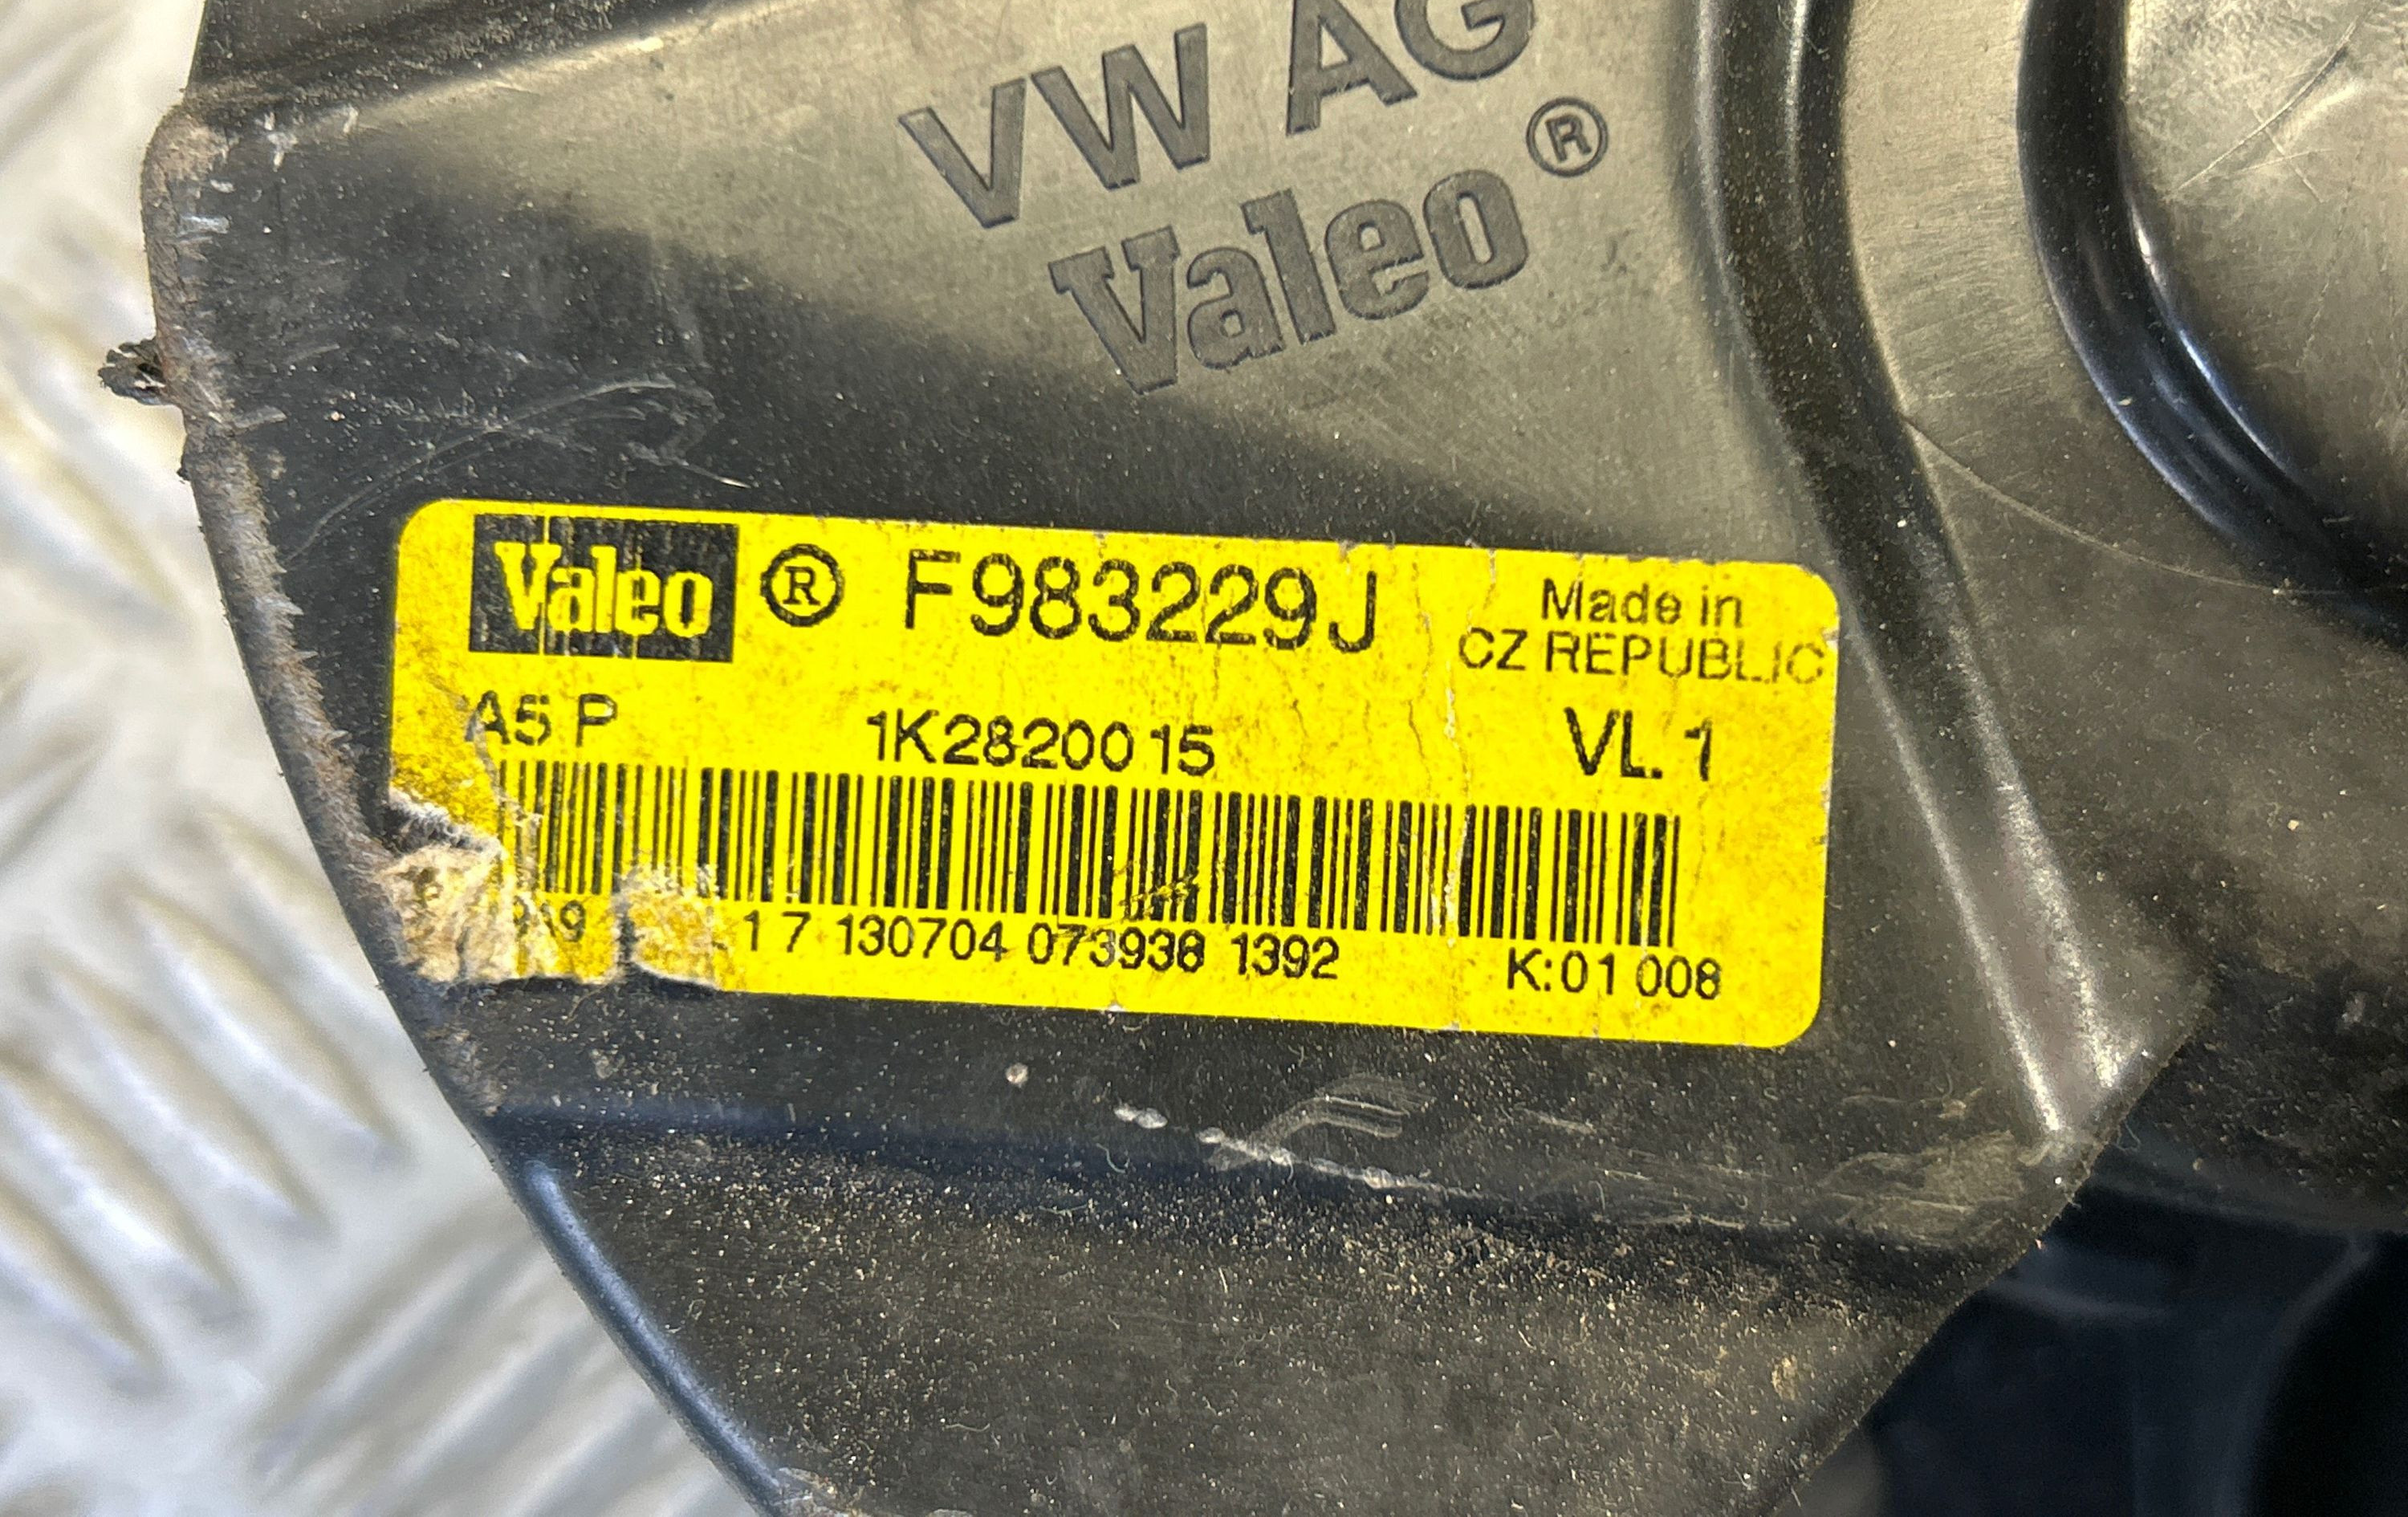 VW AG
Valeo ®
Valeo ® F983229J Made in
CZ REPUBLIC
A5 P 1K2820015 VL. 1
1 7 130704 073938 1392 K:01 008